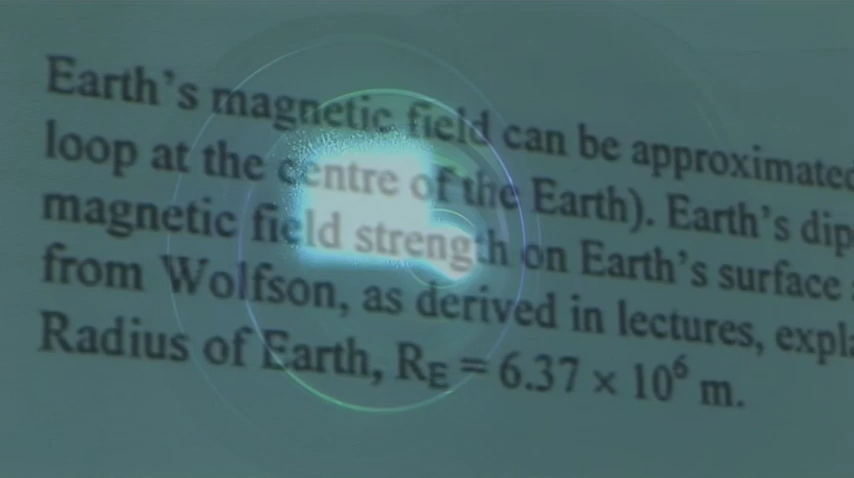 Earth's magnetic field can be approximated
loop at the centre of the Earth). Earth's dip
magnetic field strength on Earth's surface
from Wolfson, as derived in lectures, expla
Radius of Earth, R_E = 6.37 × 10⁶ m.